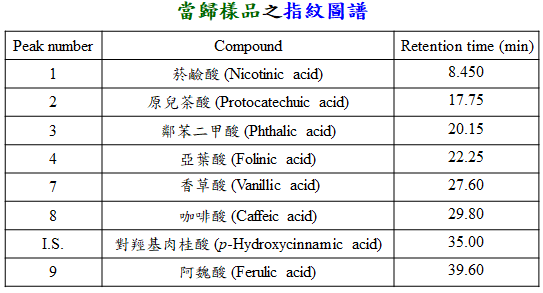 當歸樣品之指紋圖譜
Peak number Compound Retention time (min)
1 菸鹼酸 (Nicotinic acid) 8.450
2 原兒茶酸 (Protocatechuic acid) 17.75
3 鄰苯二甲酸 (Phthalic acid) 20.15
4 亞葉酸 (Folinic acid) 22.25
7 香草酸 (Vanillic acid) 27.60
8 咖啡酸 (Caffeic acid) 29.80
I.S. 對羥基肉桂酸 (p-Hydroxycinnamic acid) 35.00
9 阿魏酸 (Ferulic acid) 39.60